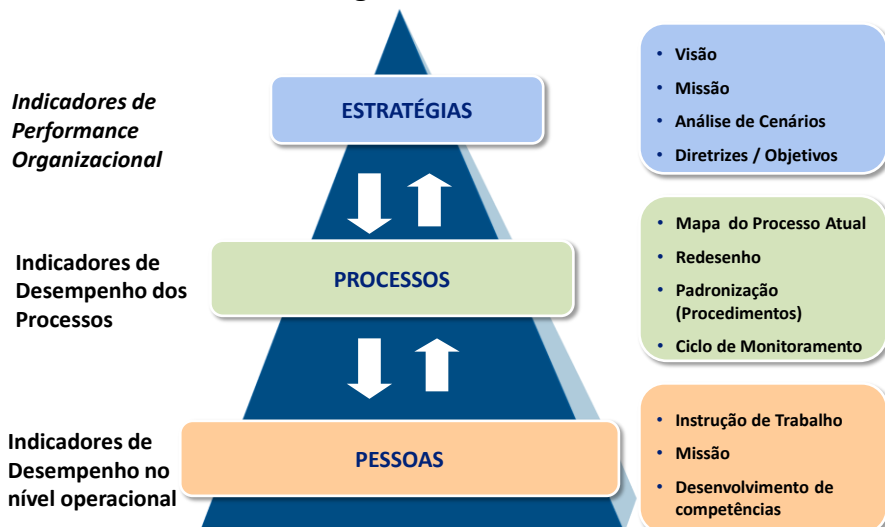 Indicadores de
Performance
Organizacional
ESTRATÉGIAS
• Visão
• Missão
• Análise de Cenários
• Diretrizes / Objetivos
Indicadores de
Desempenho dos
Processos
PROCESSOS
• Mapa do Processo Atual
• Redesenho
• Padronização
(Procedimentos)
• Ciclo de Monitoramento
Indicadores de
Desempenho no
nível operacional
PESSOAS
• Instrução de Trabalho
• Missão
• Desenvolvimento de
competências